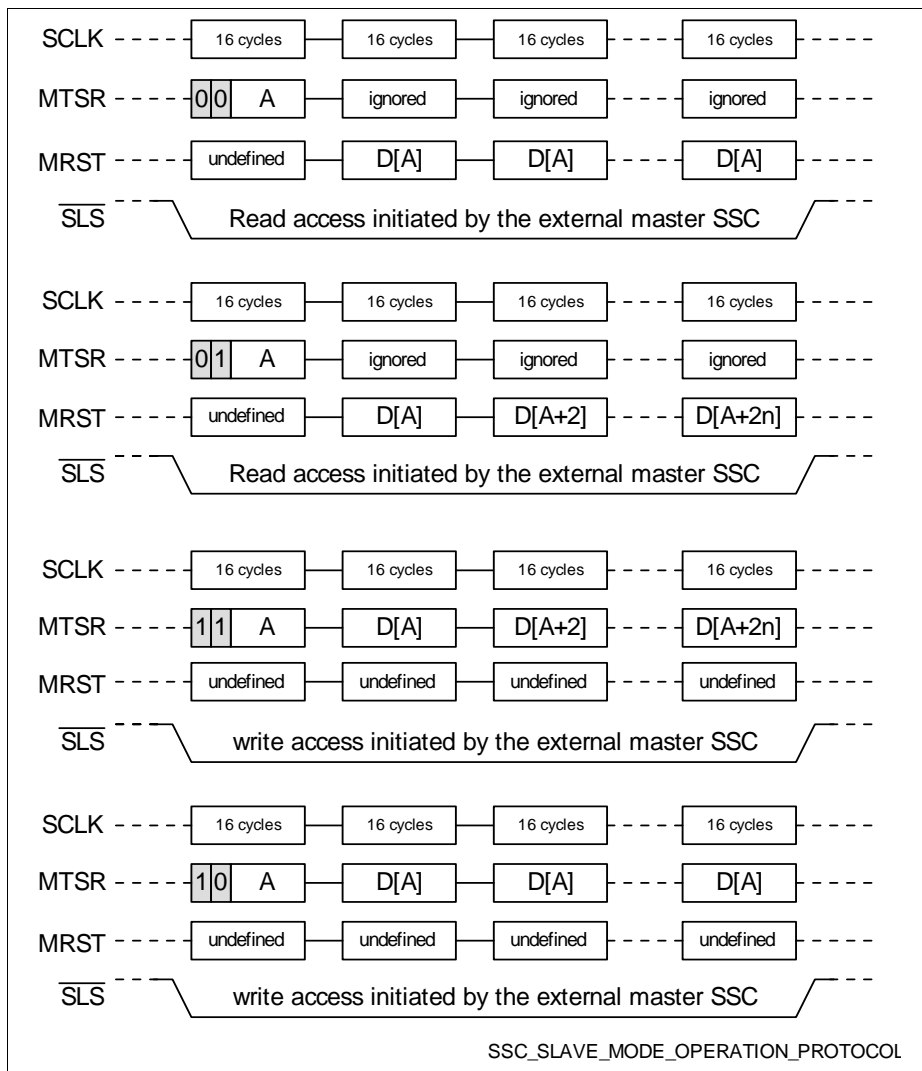 SCLK 16 cycles 16 cycles 16 cycles 16 cycles
MTSR 0 0 A ignored ignored ignored
MRST undefined D[A] D[A] D[A]
SLS Read access initiated by the external master SSC
SCLK 16 cycles 16 cycles 16 cycles 16 cycles
MTSR 0 1 A ignored ignored ignored
MRST undefined D[A] D[A+2] D[A+2n]
SLS Read access initiated by the external master SSC
SCLK 16 cycles 16 cycles 16 cycles 16 cycles
MTSR 1 1 A D[A] D[A+2] D[A+2n]
MRST undefined undefined undefined undefined
SLS write access initiated by the external master SSC
SCLK 16 cycles 16 cycles 16 cycles 16 cycles
MTSR 1 0 A D[A] D[A] D[A]
MRST undefined undefined undefined undefined
SLS write access initiated by the external master SSC
SSC_SLAVE_MODE_OPERATION_PROTOCOL